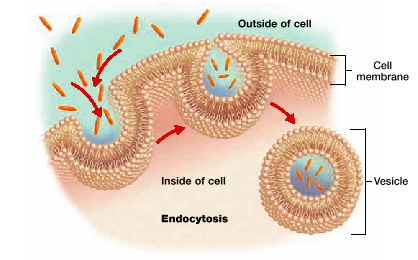 Outside of cell
Cell
membrane
Inside of cell
Vesicle
Endocytosis